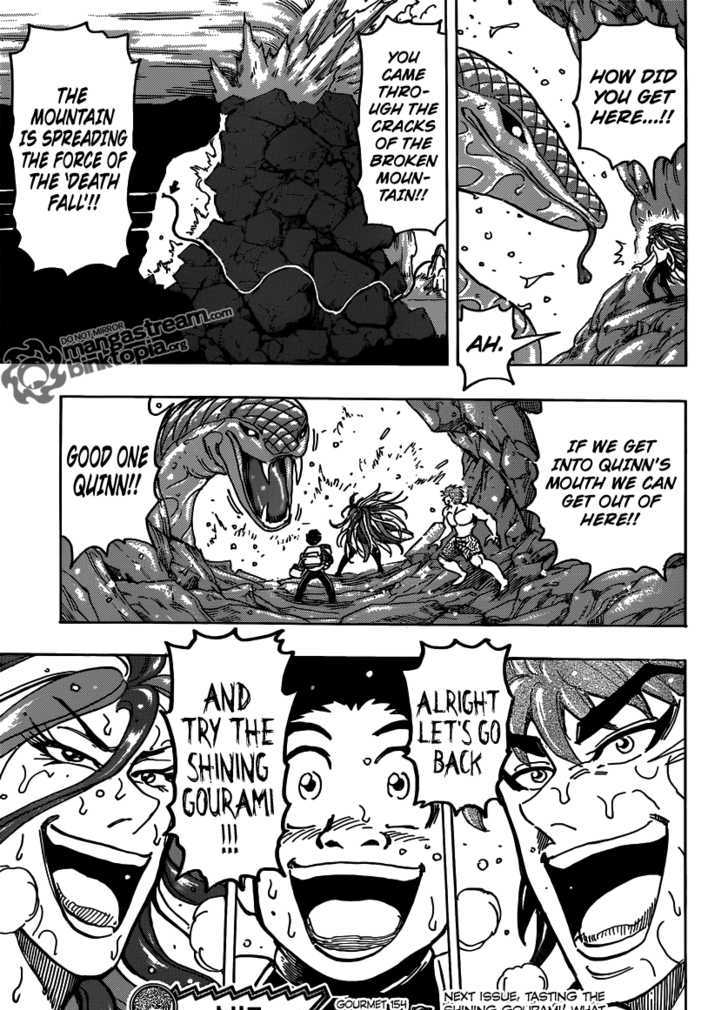 HOW DID
YOU GET
HERE...!!
AH.
YOU
CAME
THRO-
UGH THE
CRACKS
OF THE
BROKEN
MOUN-
TAIN!!
THE
MOUNTAIN
IS SPREADING
THE FORCE OF
THE 'DEATH
FALL'!!
DO NOT MIRROR
mangastream.com
binktopia.org
IF WE GET
INTO QUINN'S
MOUTH WE CAN
GET OUT OF
HERE!!
GOOD ONE
QUINN!!
ALRIGHT
LET'S GO
BACK
AND
TRY THE
SHINING
GOURAMI
!!!
GOURMET 154
NEXT ISSUE, TASTING THE
SHINING GOURAMI! WHAT